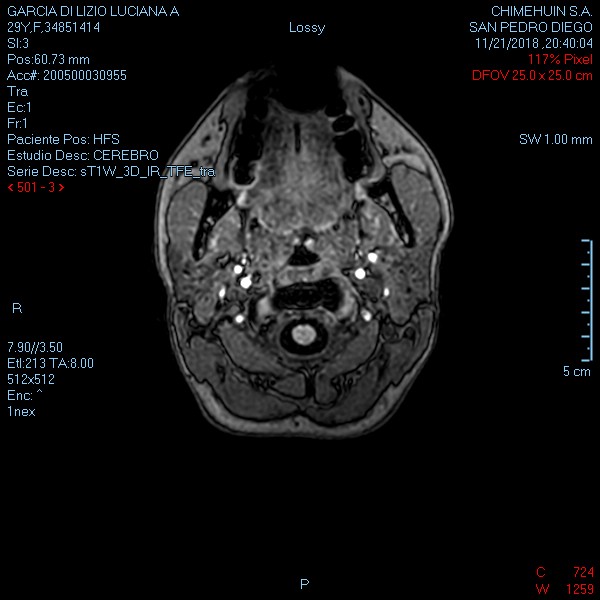 GARCIA DI LIZIO LUCIANA A
29Y,F,34851414
Sl:3
Pos:60.73 mm
Acc#: 200500030955
Tra
Ec:1
Fr:1
Paciente Pos: HFS
Estudio Desc: CEREBRO
Serie Desc: sT1W_3D_IR_TFE_tra
< 501 - 3 >
Lossy
CHIMEHUIN S.A.
SAN PEDRO DIEGO
11/21/2018 ,20:40:04
117% Pixel
DFOV 25.0 x 25.0 cm
SW 1.00 mm
R
7.90//3.50
Etl:213 TA:8.00
512x512
Enc: ^
1nex
5 cm
P
C 724
W 1259